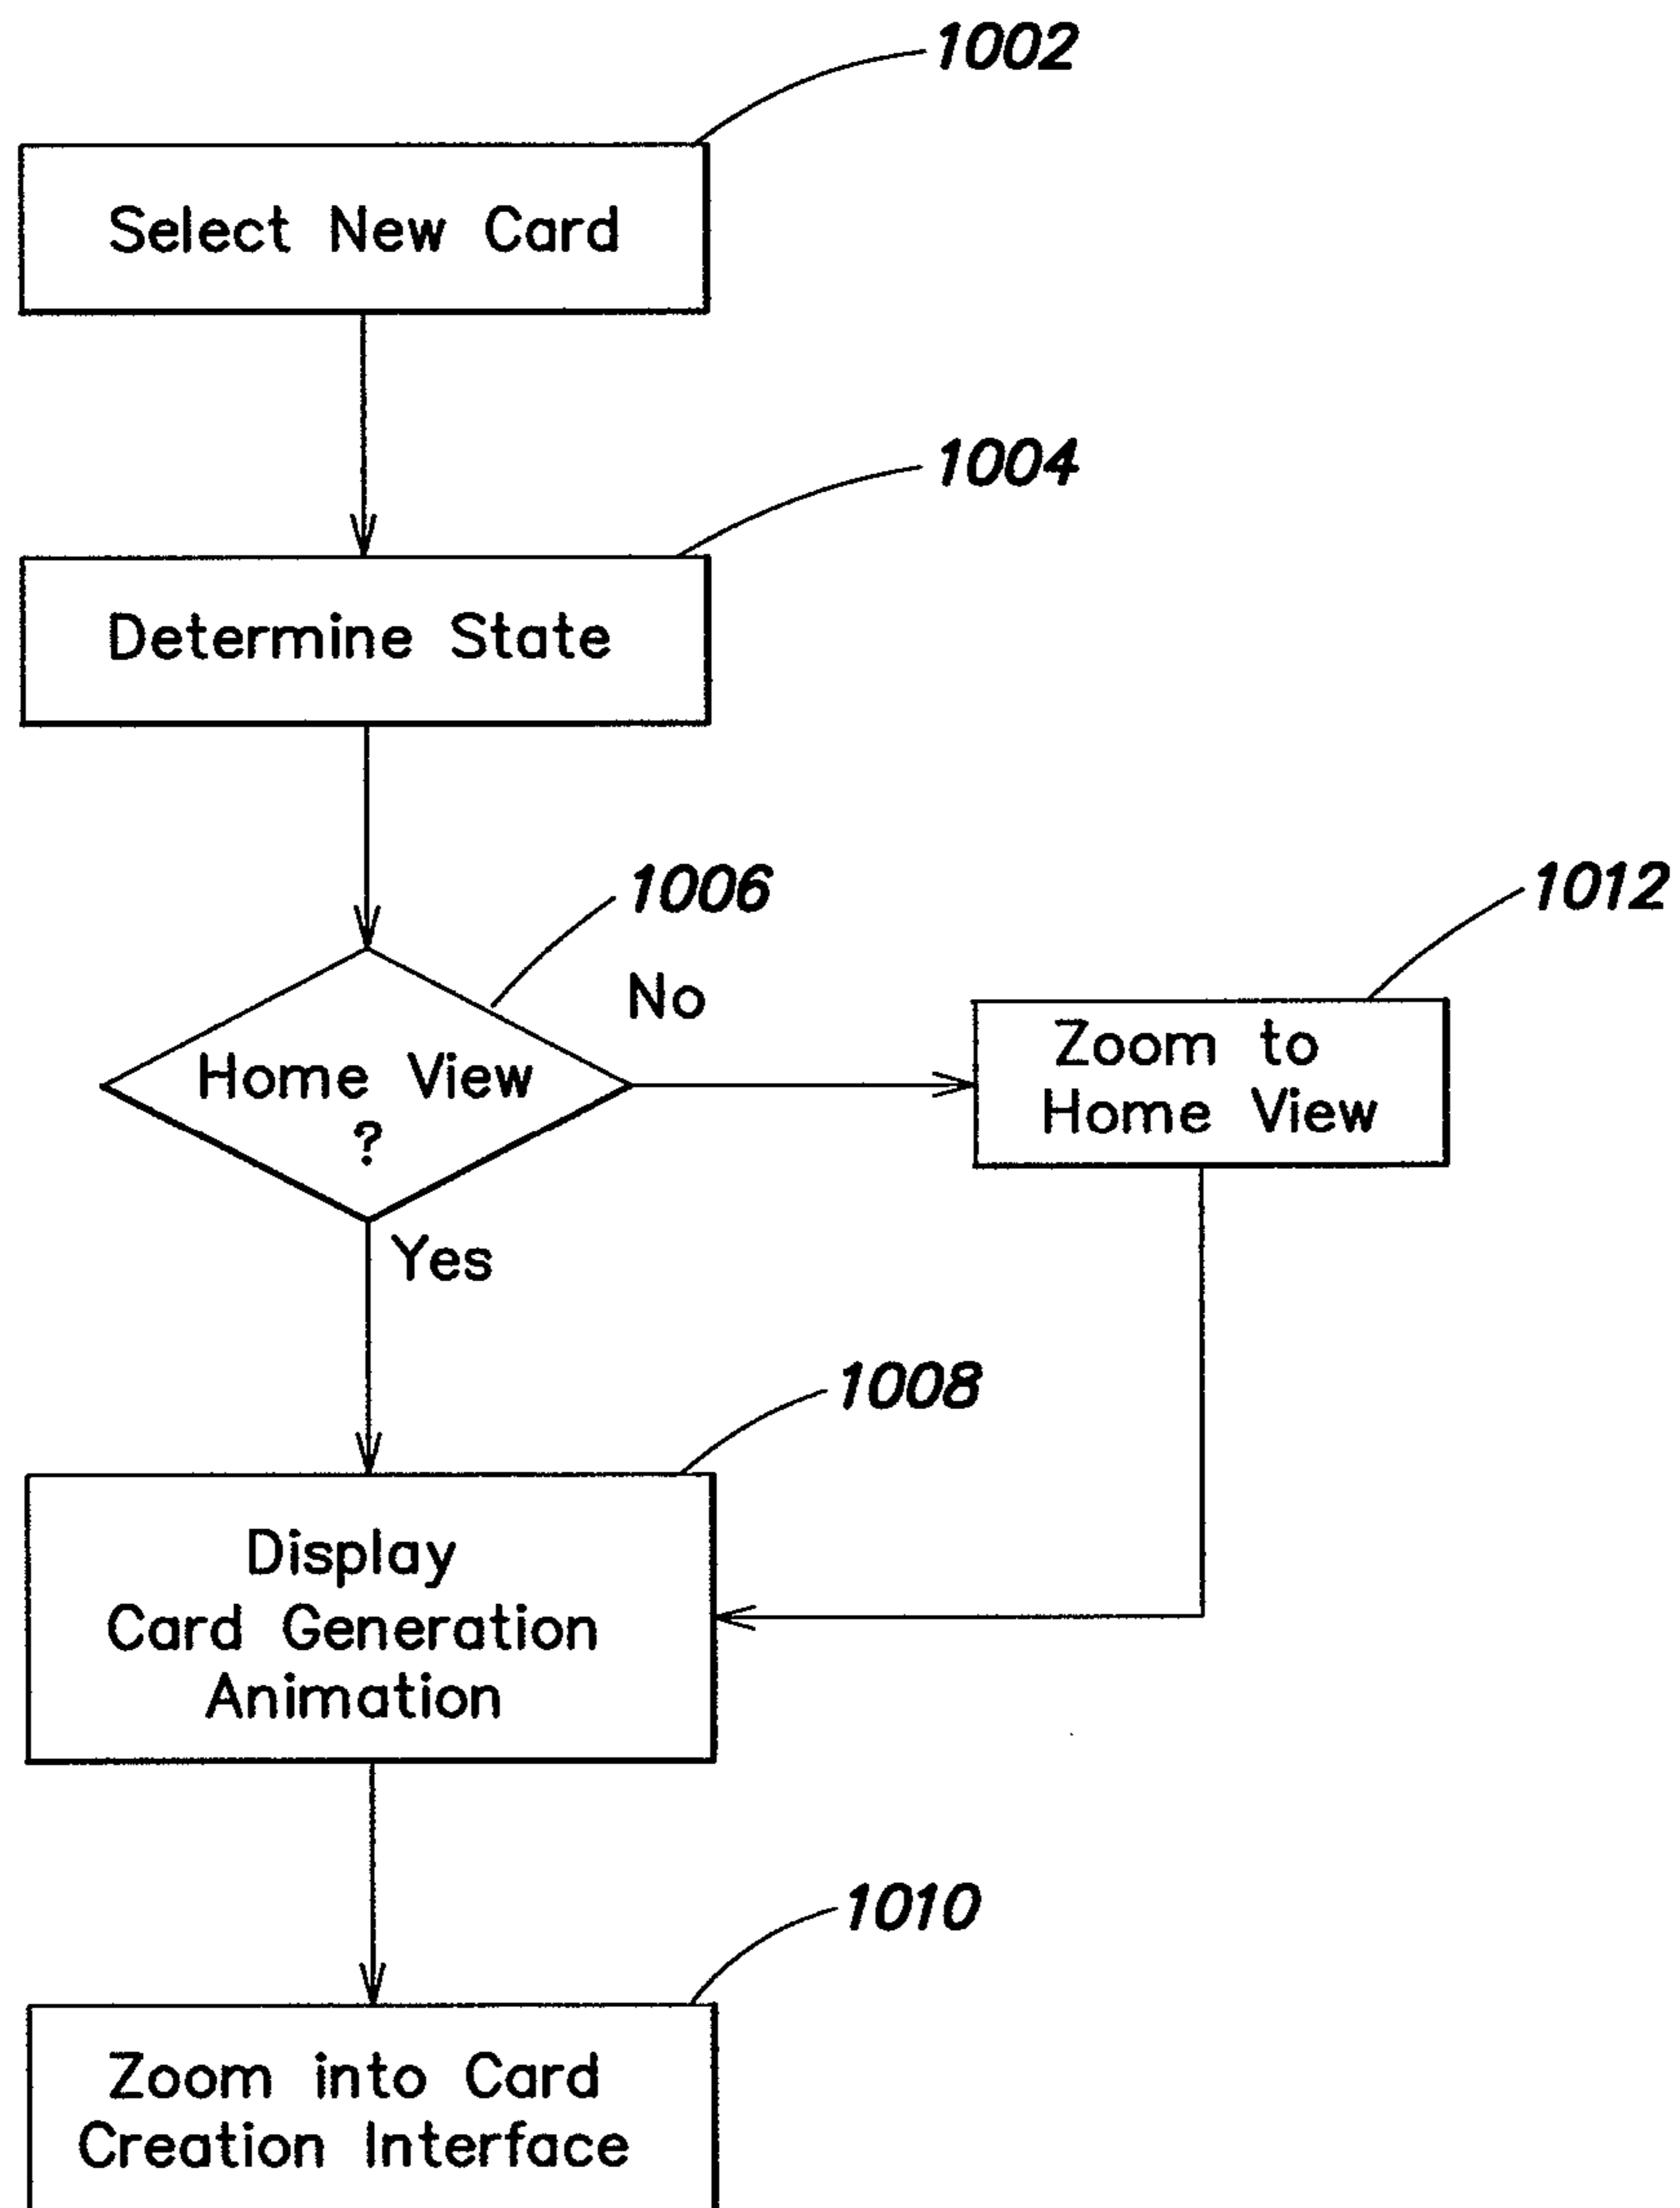 1002
Select New Card
1004
Determine State
1006
No
Home View
?
Yes
1012
Zoom to
Home View
1008
Display
Card Generation
Animation
1010
Zoom into Card
Creation Interface